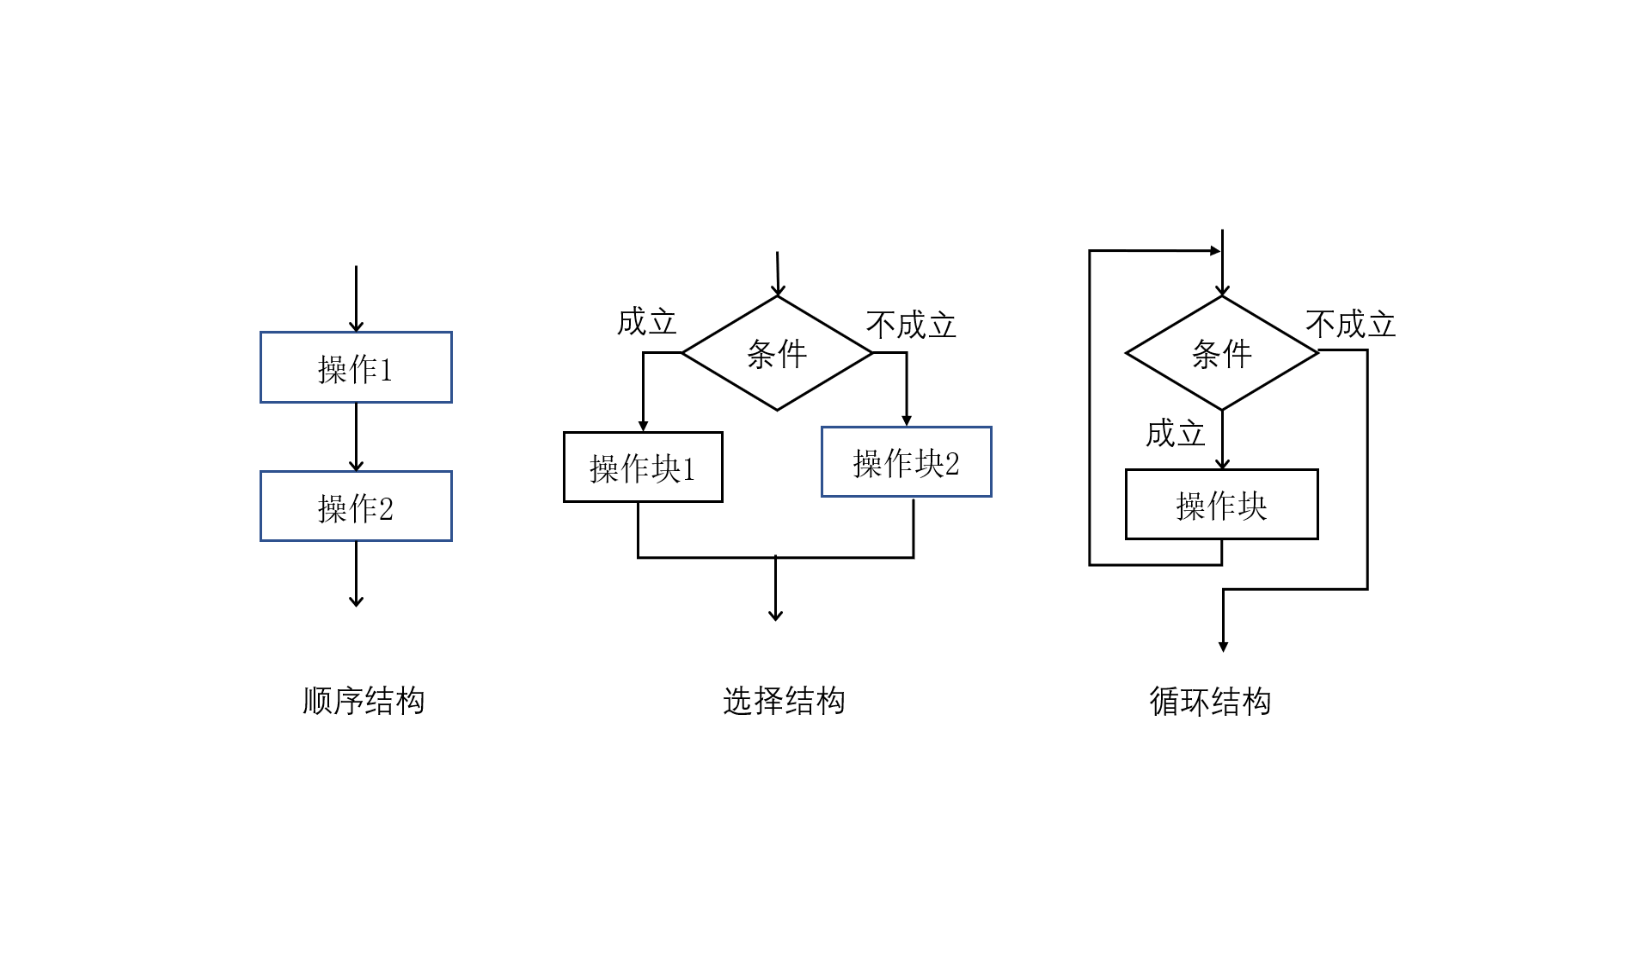 操作1
操作2
顺序结构
成立
不成立
条件
操作块1
操作块2
选择结构
不成立
条件
成立
操作块
循环结构